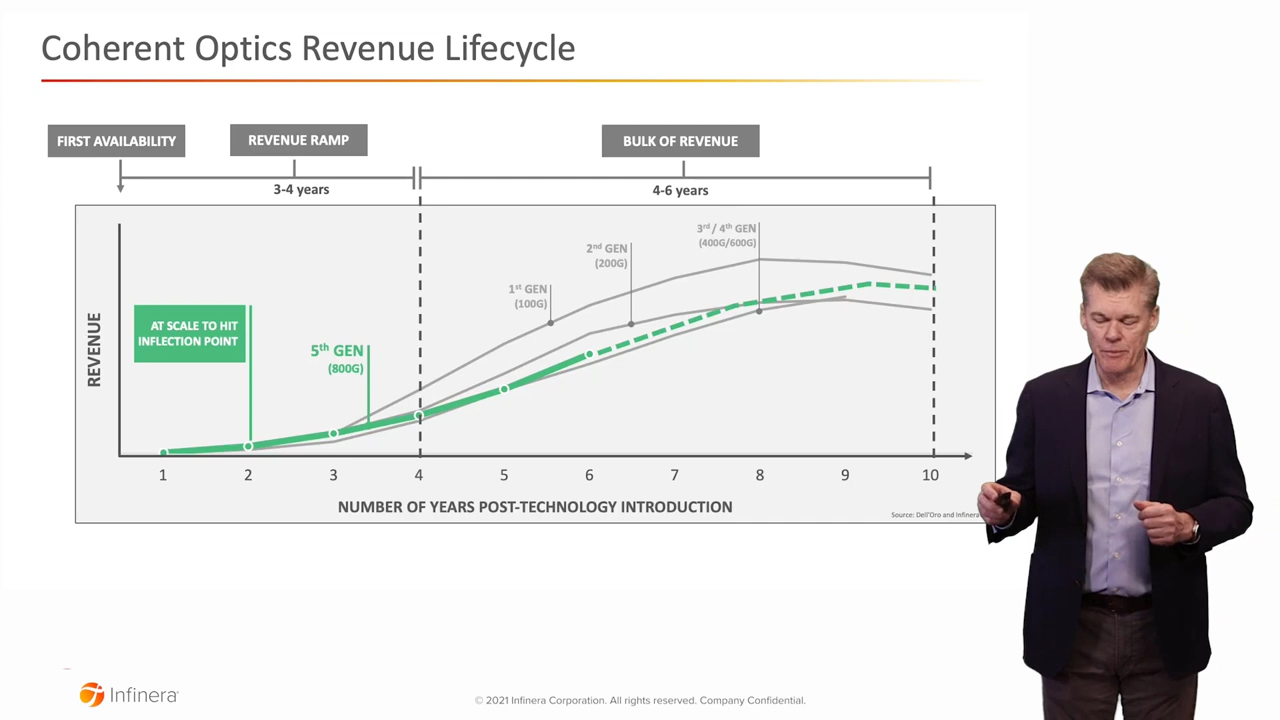 Coherent Optics Revenue Lifecycle
FIRST AVAILABILITY
REVENUE RAMP
BULK OF REVENUE
3-4 years
4-6 years
3rd / 4th GEN
(400G/600G)
2nd GEN
(200G)
1st GEN
(100G)
AT SCALE TO HIT
INFLECTION POINT
5th GEN
(800G)
REVENUE
1 2 3 4 5 6 7 8 9 10
NUMBER OF YEARS POST-TECHNOLOGY INTRODUCTION
Source: Dell'Oro and Infinera
Infinera
© 2021 Infinera Corporation. All rights reserved. Company Confidential.